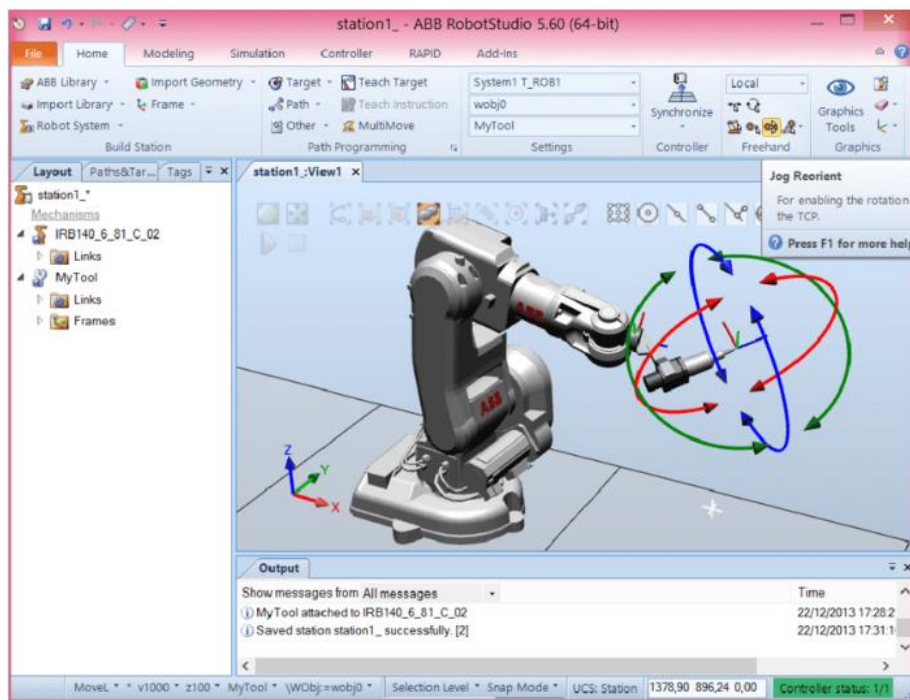 station1_ - ABB RobotStudio 5.60 (64-bit)
File Home Modeling Simulation Controller RAPID Add-Ins
ABB Library Import Geometry Target Teach Target System1 T_ROB1 Local
Import Library Frame Path Teach Instruction wobj0 Synchronize Graphics
Robot System Other MultiMove MyTool Tools
Build Station Path Programming Settings Controller Freehand Graphics
Layout Paths&Tar... Tags station1_:View1
Jog Reorient
For enabling the rotation
the TCP.
Press F1 for more help
station1_*
Mechanisms
IRB140_6_81_C_02
Links
MyTool
Links
Frames
ABB
ABB
Z
Y
X
Output
Show messages from All messages Time
MyTool attached to IRB140_6_81_C_02 22/12/2013 17:28:2
Saved station station1_ successfully. [2] 22/12/2013 17:31:1
MoveL * * v1000 * z100 * MyTool * \WObj:=wobj0 * Selection Level * Snap Mode * UCS: Station 1378,90 896,24 0,00 Controller status: 1/1